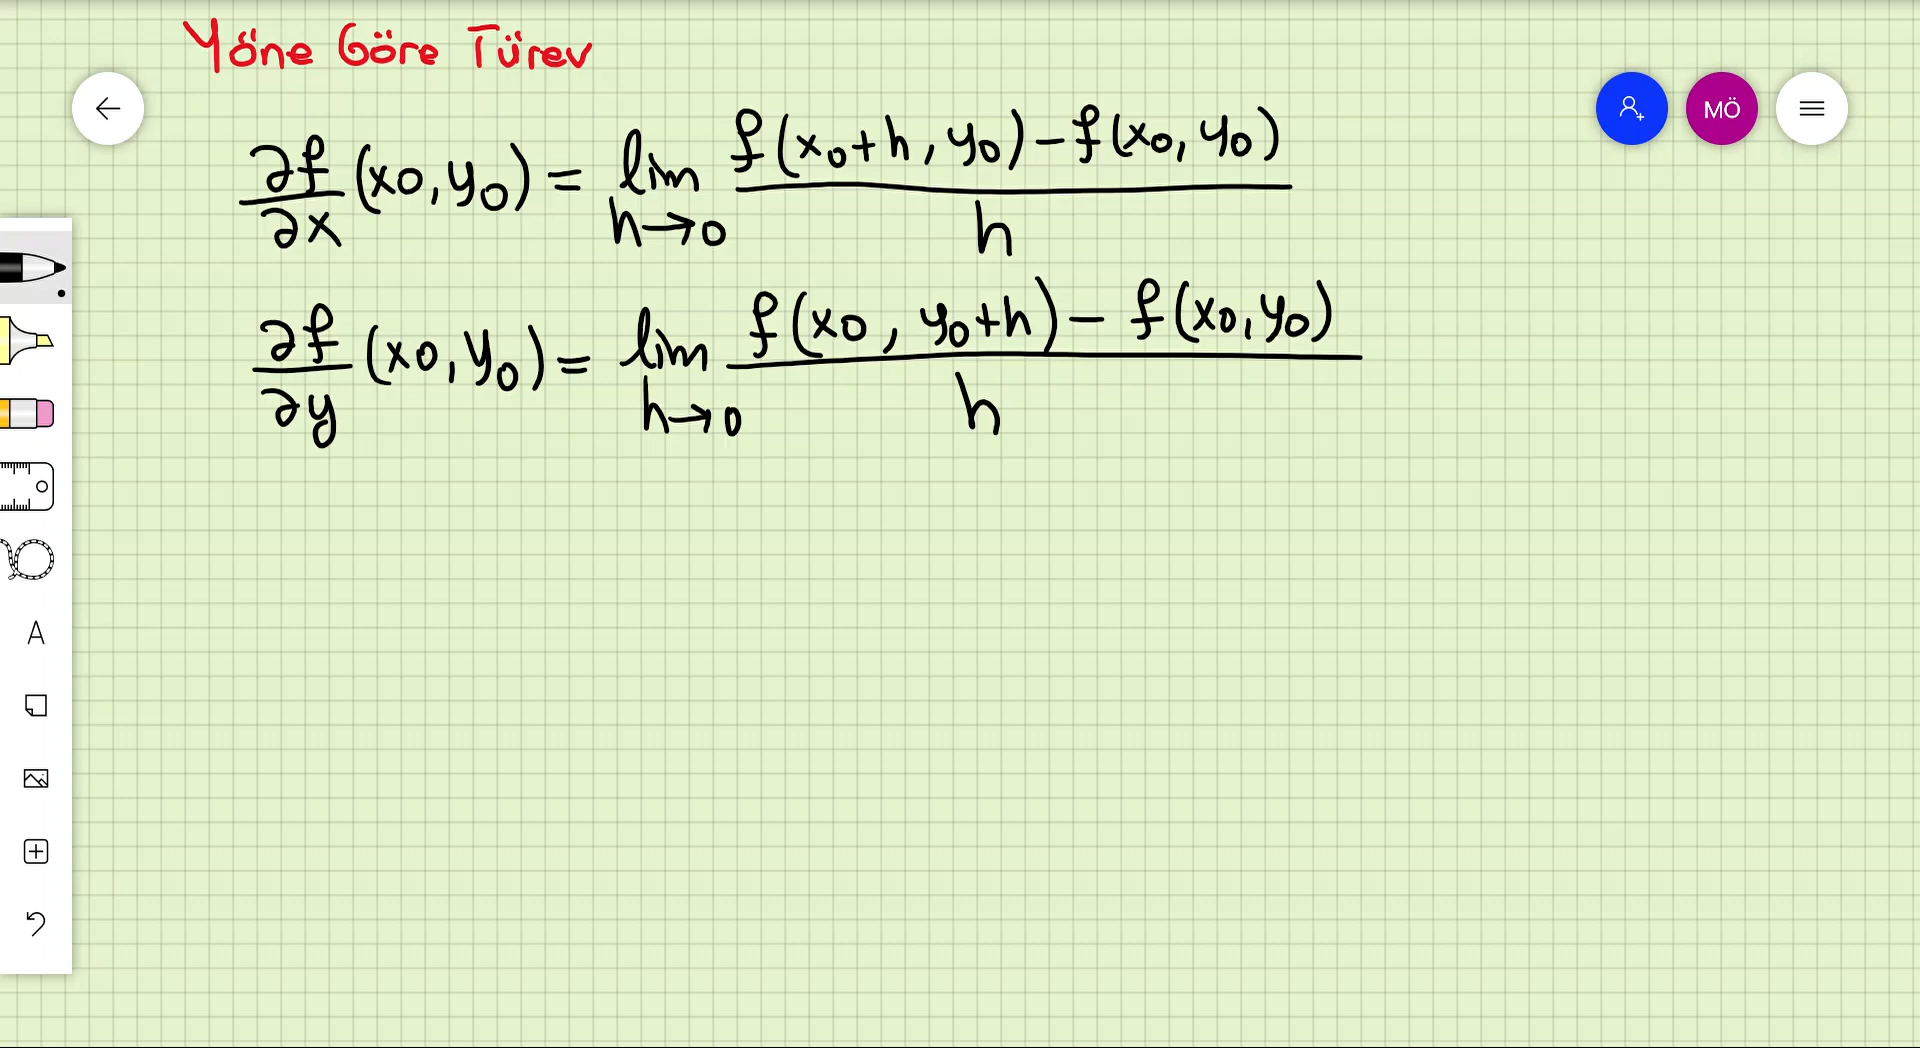 Yöne Göre Türev
MÖ
∂f/∂x (x₀, y₀) = lim h→0 f(x₀+h, y₀) − f(x₀, y₀) / h
∂f/∂y (x₀, y₀) = lim h→0 f(x₀, y₀+h) − f(x₀, y₀) / h
A